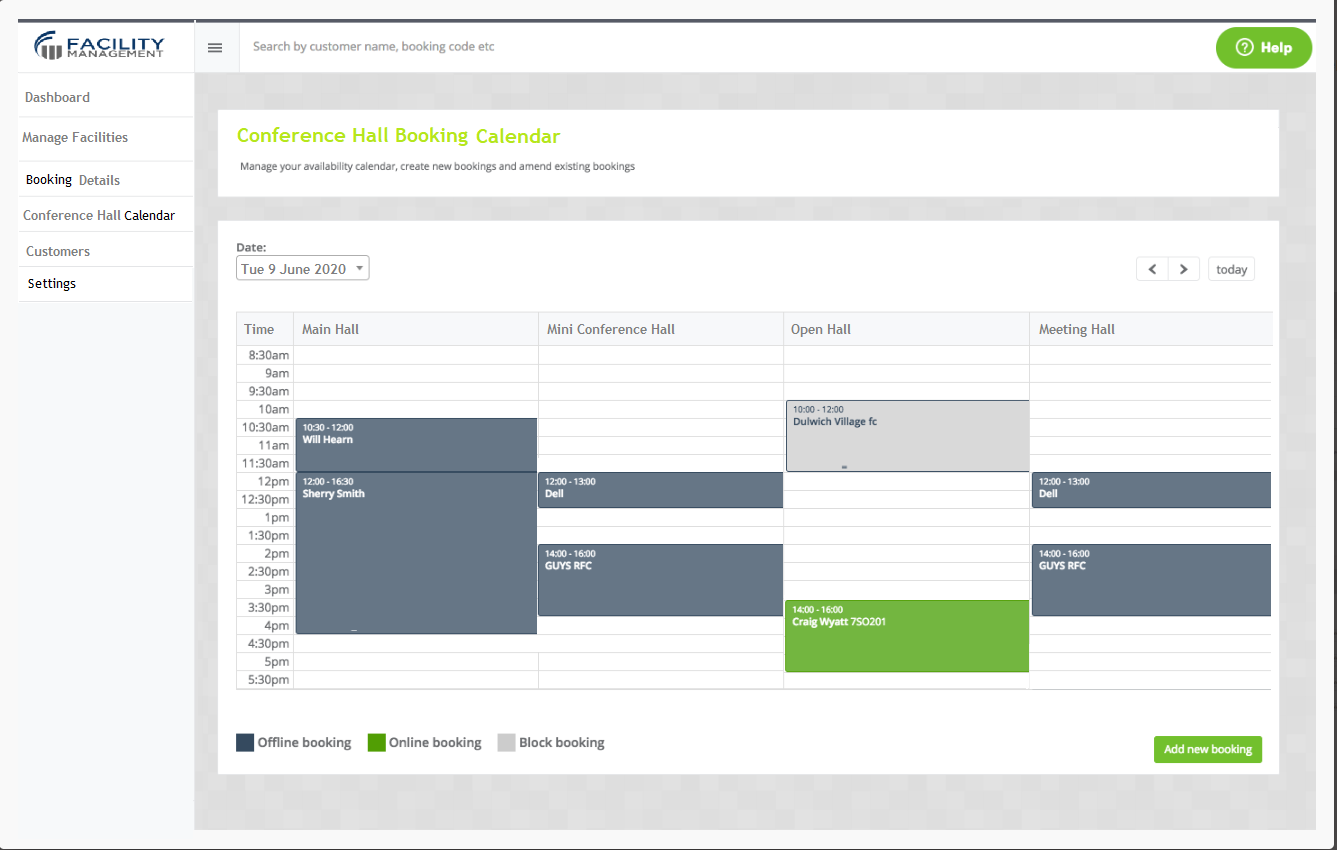 FACILITY
MANAGEMENT
Search by customer name, booking code etc
? Help
Dashboard
Manage Facilities
Booking Details
Conference Hall Calendar
Customers
Settings
Conference Hall Booking Calendar
Manage your availability calendar, create new bookings and amend existing bookings
Date:
Tue 9 June 2020
today
Time Main Hall Mini Conference Hall Open Hall Meeting Hall
8:30am
9am
9:30am
10am
10:30am
11am
11:30am
12pm
12:30pm
1pm
1:30pm
2pm
2:30pm
3pm
3:30pm
4pm
4:30pm
5pm
5:30pm
10:30 - 12:00
Will Hearn
12:00 - 16:30
Sherry Smith
12:00 - 13:00
Dell
14:00 - 16:00
GUYS RFC
10:00 - 12:00
Dulwich Village fc
14:00 - 16:00
Craig Wyatt 7SO201
12:00 - 13:00
Dell
14:00 - 16:00
GUYS RFC
Offline booking Online booking Block booking
Add new booking